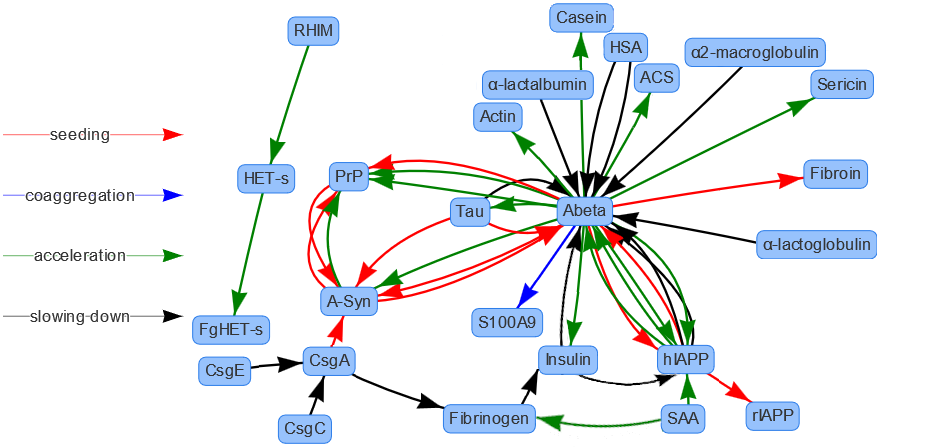 Casein
RHIM
HSA
α2-macroglobulin
α-lactalbumin
ACS
Sericin
Actin
seeding
HET-s
PrP
Fibroin
coaggregation
Tau
Abeta
α-lactoglobulin
acceleration
A-Syn
slowing down
FgHET-s
S100A9
CsgE
CsgA
Insulin
hIAPP
CsgC
Fibrinogen
SAA
rIAPP